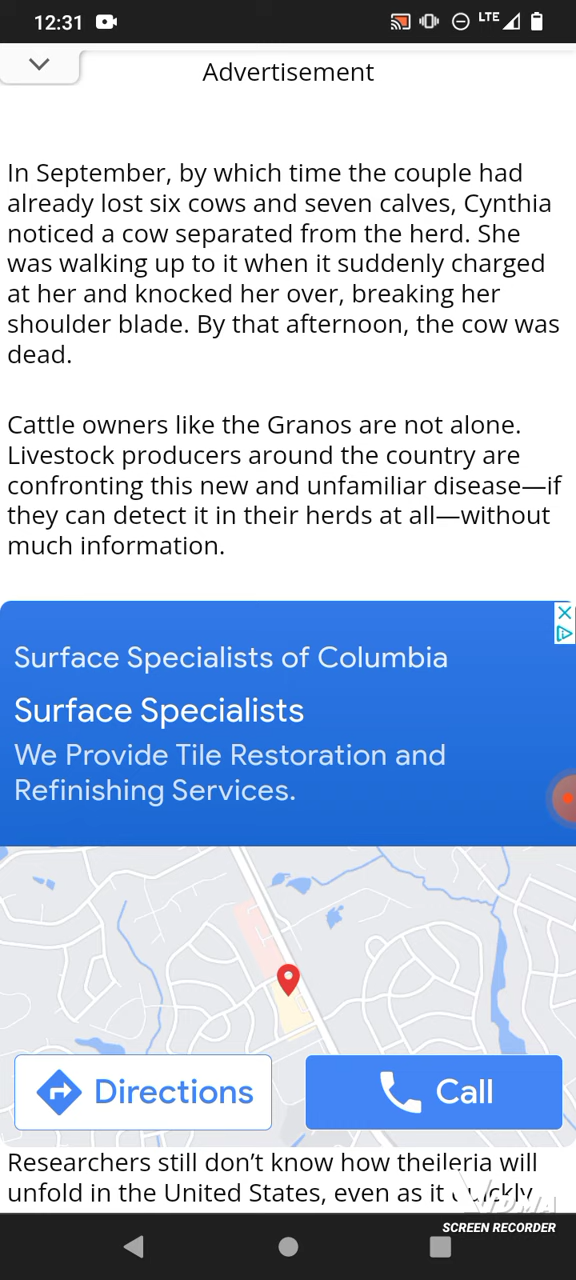 12:31
LTE
Advertisement
In September, by which time the couple had
already lost six cows and seven calves, Cynthia
noticed a cow separated from the herd. She
was walking up to it when it suddenly charged
at her and knocked her over, breaking her
shoulder blade. By that afternoon, the cow was
dead.
Cattle owners like the Granos are not alone.
Livestock producers around the country are
confronting this new and unfamiliar disease—if
they can detect it in their herds at all—without
much information.
Surface Specialists of Columbia
Surface Specialists
We Provide Tile Restoration and
Refinishing Services.
Directions
Call
Researchers still don’t know how theileria will
unfold in the United States, even as it
SCREEN RECORDER